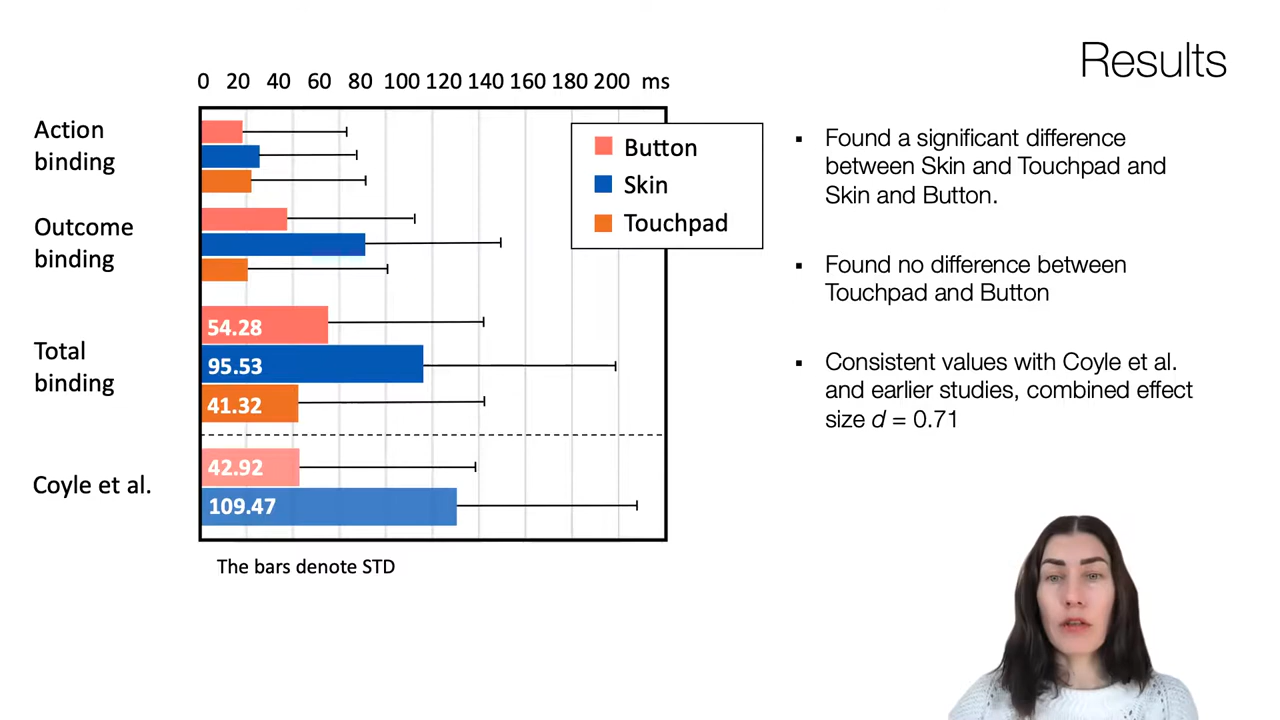 Results
0 20 40 60 80 100 120 140 160 180 200 ms
Action
binding
Outcome
binding
Total
binding
Coyle et al.
54.28
95.53
41.32
42.92
109.47
Button
Skin
Touchpad
The bars denote STD
▪ Found a significant difference
between Skin and Touchpad and
Skin and Button.
▪ Found no difference between
Touchpad and Button
▪ Consistent values with Coyle et al.
and earlier studies, combined effect
size d = 0.71